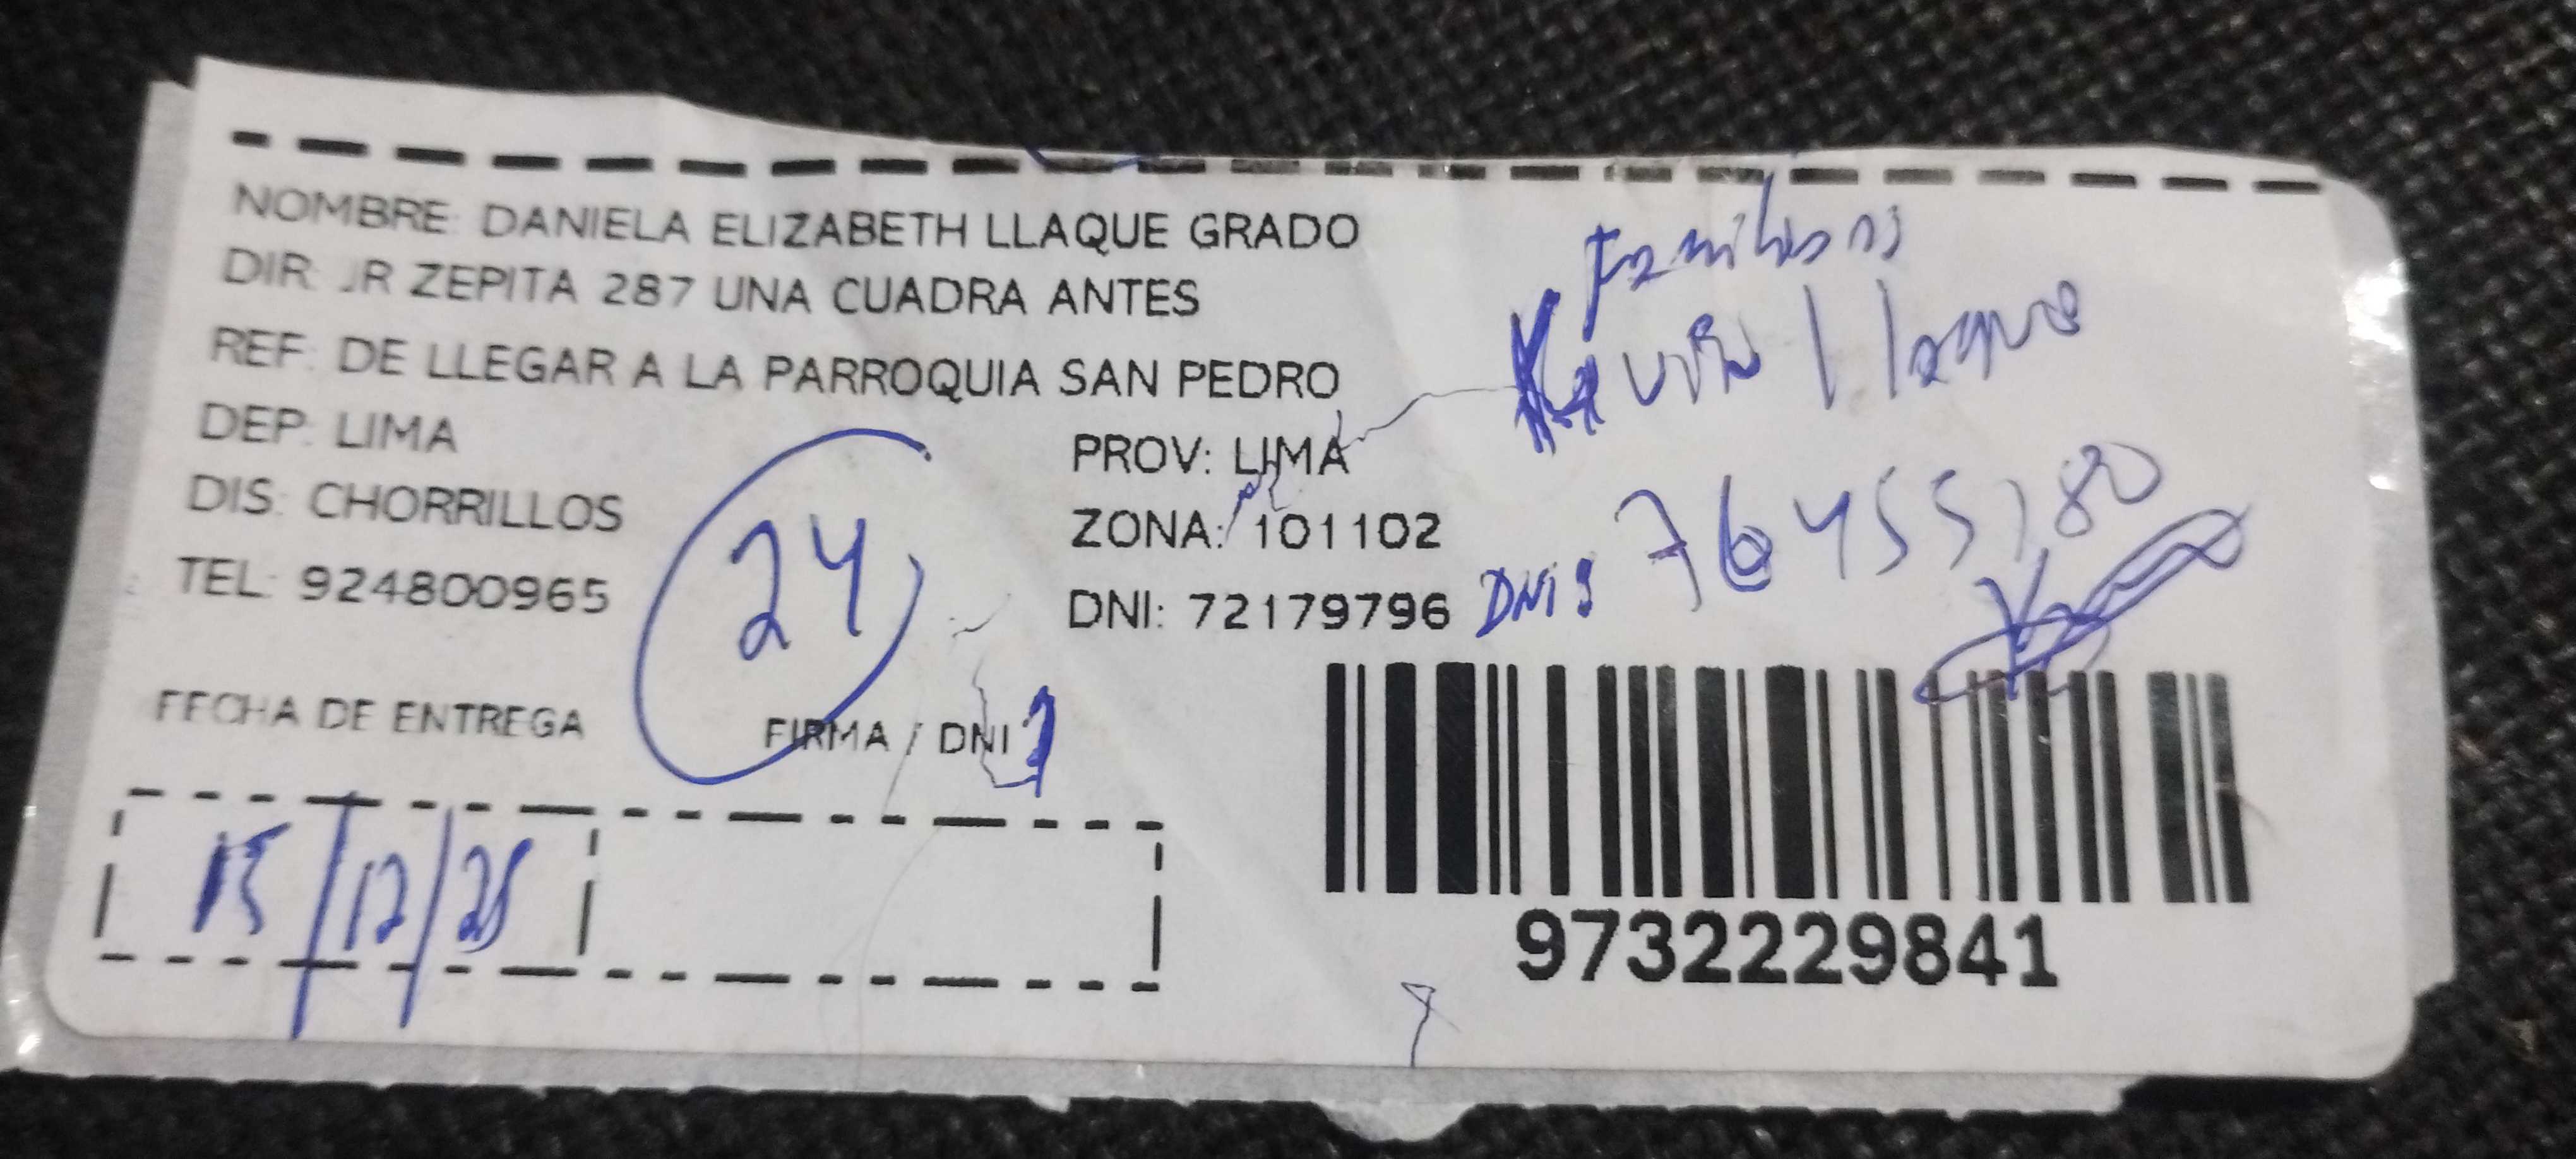 NOMBRE: DANIELA ELIZABETH LLAQUE GRADO
DIR: JR ZEPITA 287 UNA CUADRA ANTES
REF: DE LLEGAR A LA PARROQUIA SAN PEDRO
DEP: LIMA
PROV: LIMA
DIS: CHORRILLOS
ZONA: 101102
TEL: 924800965
DNI: 72179796
24
Kevin Llaque
DNI:
FECHA DE ENTREGA
FIRMA / DNI
15/12/25
9732229841